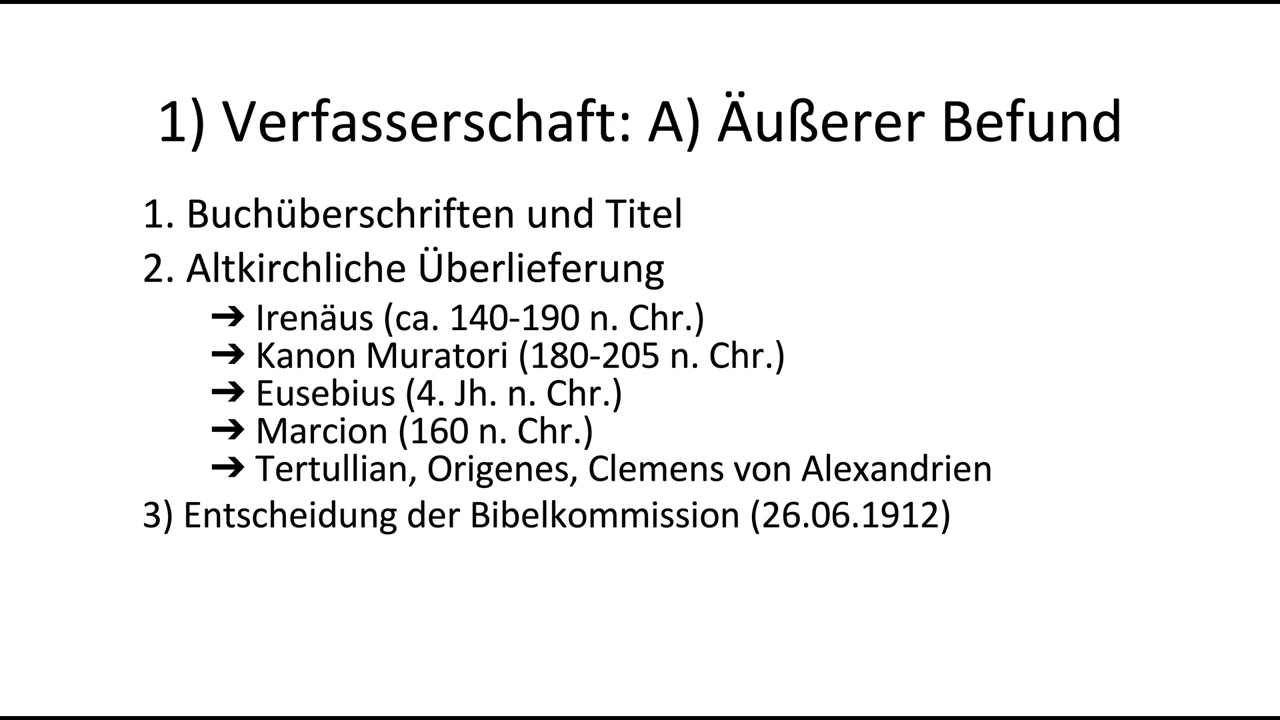 1) Verfasserschaft: A) Äußerer Befund
1. Buchüberschriften und Titel
2. Altkirchliche Überlieferung
➔ Irenäus (ca. 140-190 n. Chr.)
➔ Kanon Muratori (180-205 n. Chr.)
➔ Eusebius (4. Jh. n. Chr.)
➔ Marcion (160 n. Chr.)
➔ Tertullian, Origenes, Clemens von Alexandrien
3) Entscheidung der Bibelkommission (26.06.1912)